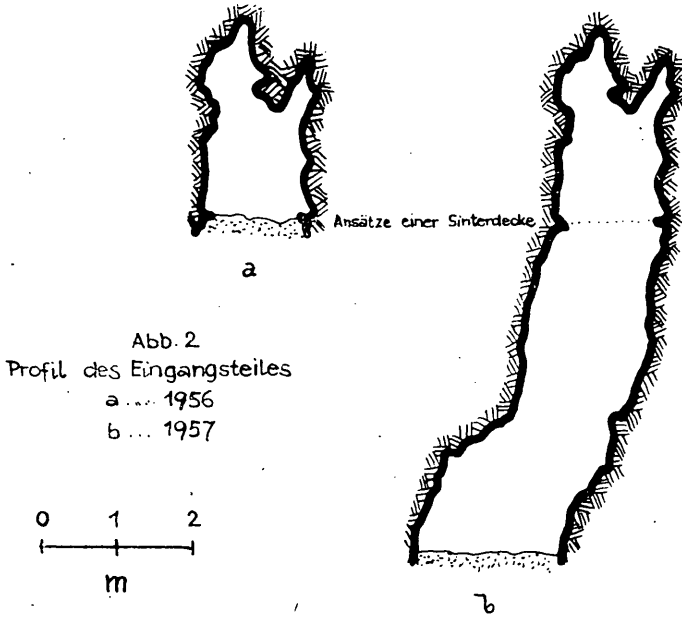 Ansätze einer Sinterdecke
a
Abb. 2
Profil des Eingangsteiles
a .... 1956
b ... 1957
0 1 2
m
b